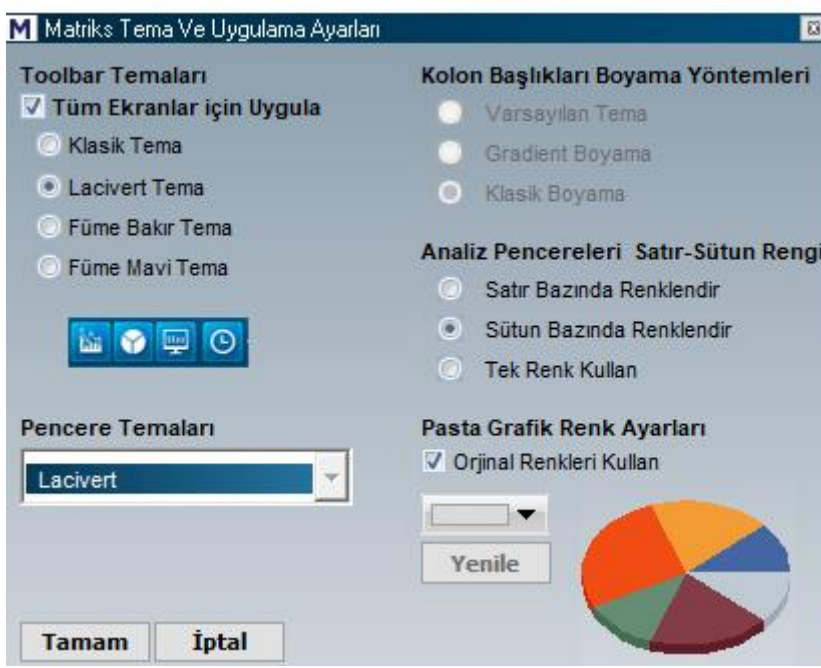 M Matriks Tema Ve Uygulama Ayarları
Toolbar Temaları
Tüm Ekranlar için Uygula
Klasik Tema
Lacivert Tema
Füme Bakır Tema
Füme Mavi Tema
Pencere Temaları
Lacivert
Tamam İptal
Kolon Başlıkları Boyama Yöntemleri
Varsayılan Tema
Gradient Boyama
Klasik Boyama
Analiz Pencereleri Satır-Sütun Rengi
Satır Bazında Renklendir
Sütun Bazında Renklendir
Tek Renk Kullan
Pasta Grafik Renk Ayarları
Orjinal Renkleri Kullan
Yenile